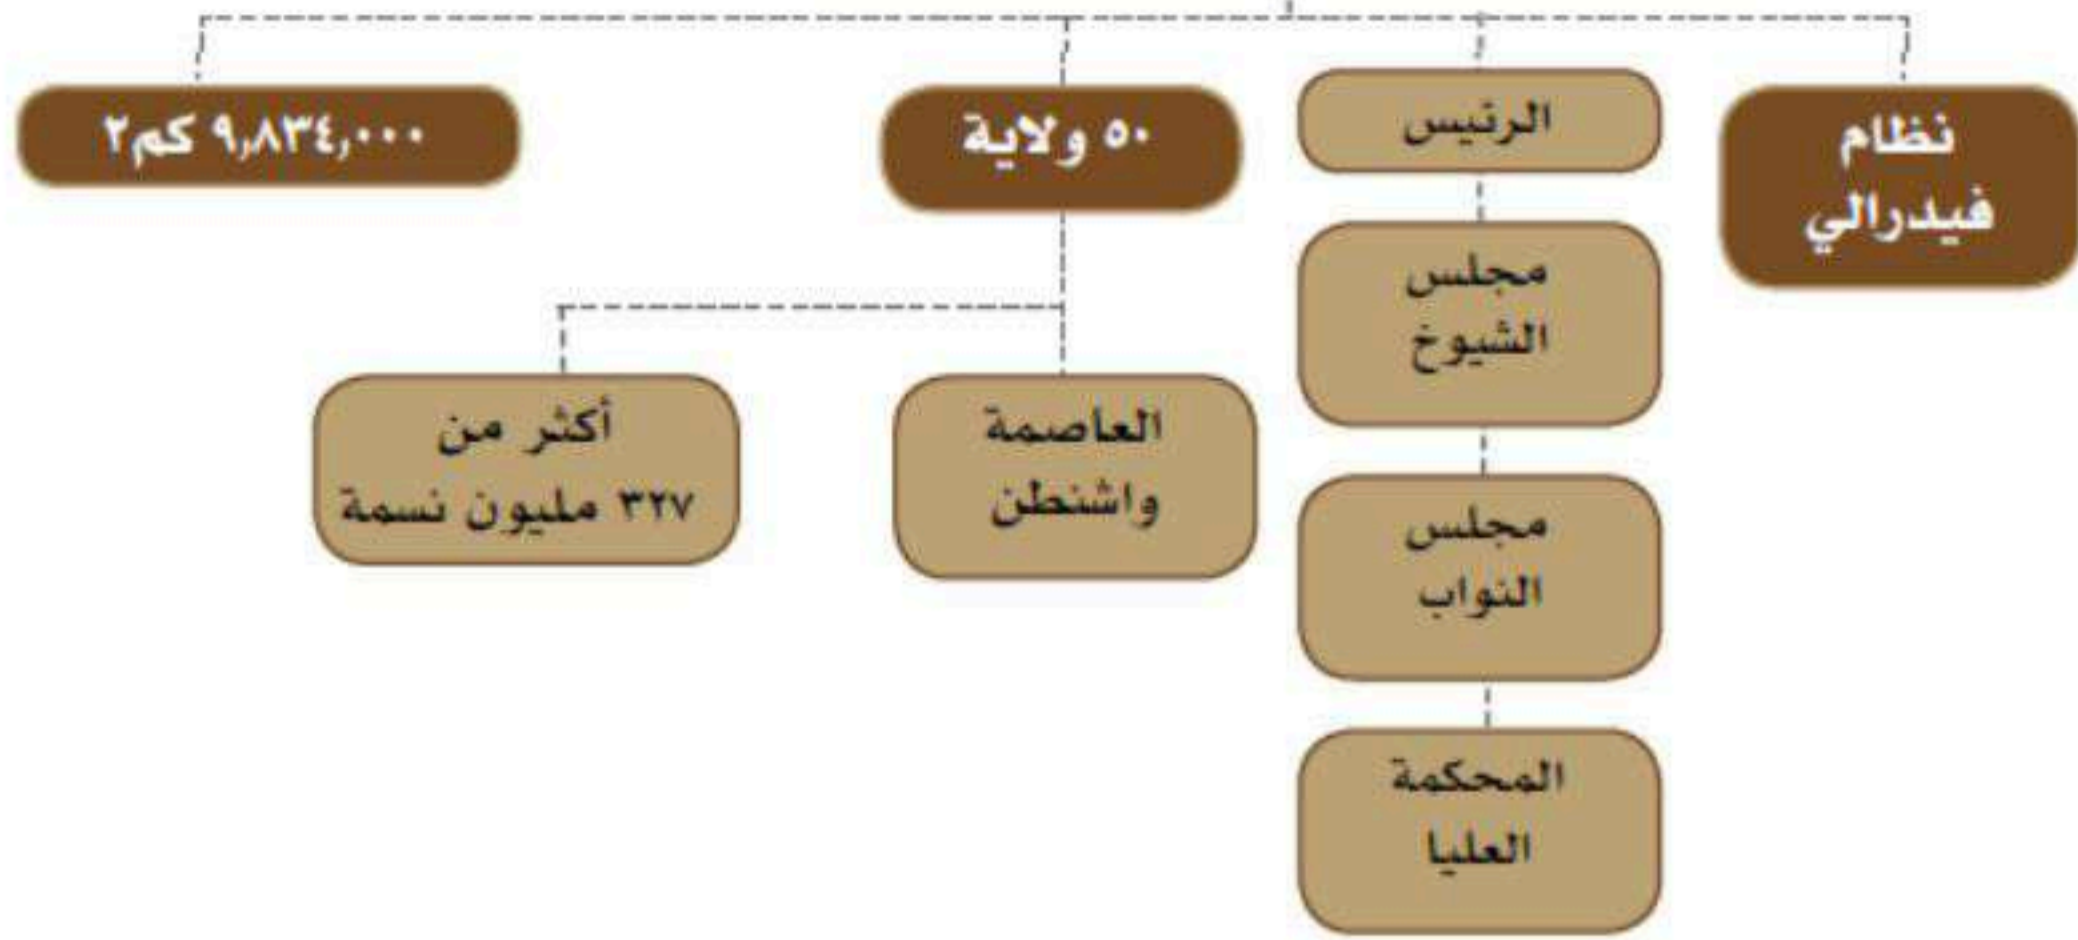 نظام
فيدرالي
الرئيس
مجلس
الشيوخ
مجلس
النواب
المحكمة
العليا
٥٠ ولاية
العاصمة
واشنطن
أكثر من
٣٢٧ مليون نسمة
٩,٨٣٤,٠٠٠ كم٢